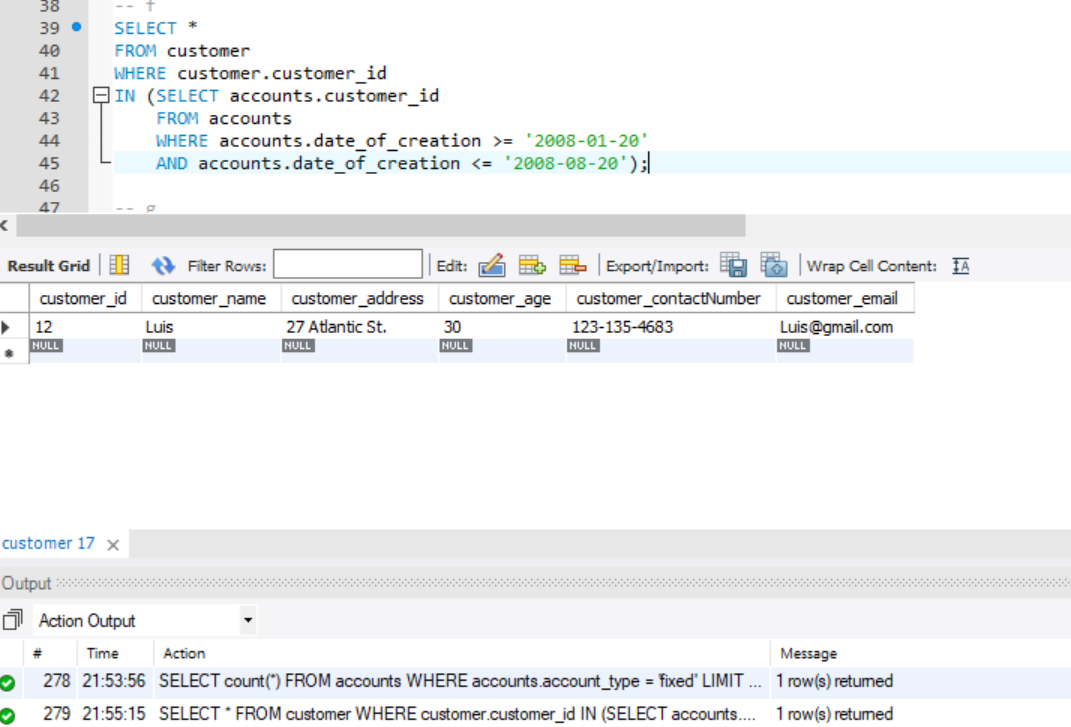 38 -- f
39 SELECT *
40 FROM customer
41 WHERE customer.customer_id
42 IN (SELECT accounts.customer_id
43 FROM accounts
44 WHERE accounts.date_of_creation >= '2008-01-20'
45 AND accounts.date_of_creation <= '2008-08-20');
46
47 -- g
Result Grid Filter Rows: Edit: Export/Import: Wrap Cell Content: IA
customer_id customer_name customer_address customer_age customer_contactNumber customer_email
12 Luis 27 Atlantic St. 30 123-135-4683 Luis@gmail.com
NULL NULL NULL NULL NULL NULL
customer 17
Output
Action Output
# Time Action Message
278 21:53:56 SELECT count(*) FROM accounts WHERE accounts.account_type = 'fixed' LIMIT ... 1 row(s) returned
279 21:55:15 SELECT * FROM customer WHERE customer.customer_id IN (SELECT accounts.... 1 row(s) returned